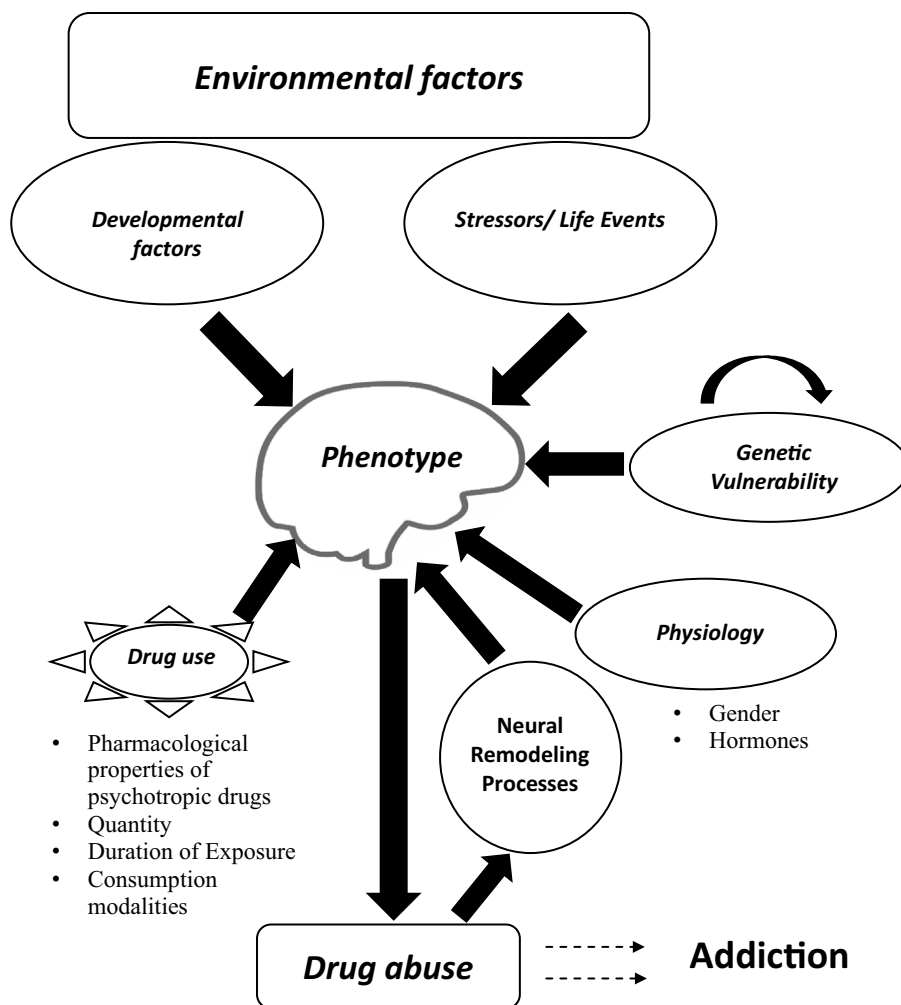 Environmental factors
Developmental
factors
Stressors/ Life Events
Phenotype
Genetic
Vulnerability
Drug use
Physiology
• Gender
• Hormones
Neural
Remodeling
Processes
• Pharmacological
properties of
psychotropic drugs
• Quantity
• Duration of Exposure
• Consumption
modalities
Drug abuse
Addiction